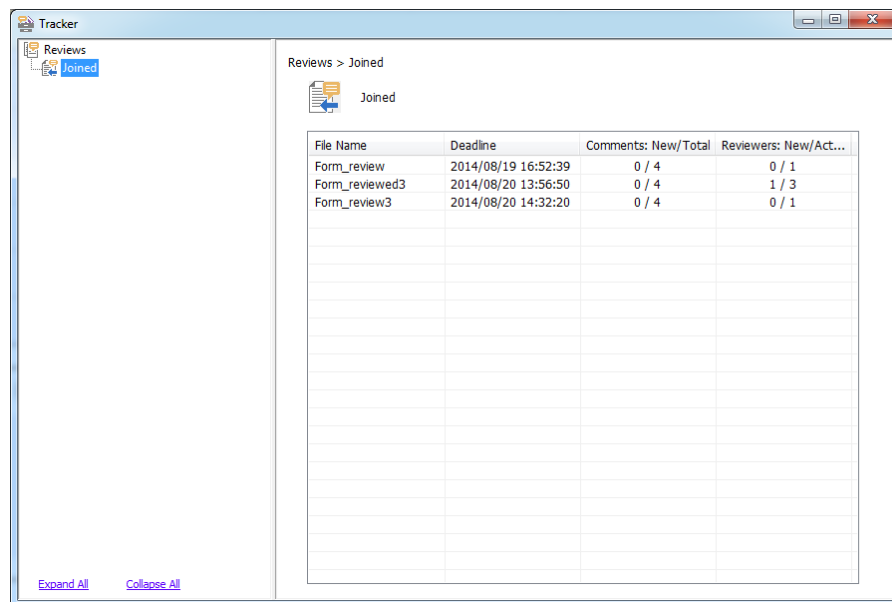 Tracker
Reviews
Joined
Expand All Collapse All
Reviews > Joined
Joined
File Name Deadline Comments: New/Total Reviewers: New/Act...
Form_review 2014/08/19 16:52:39 0 / 4 0 / 1
Form_reviewed3 2014/08/20 13:56:50 0 / 4 1 / 3
Form_review3 2014/08/20 14:32:20 0 / 4 0 / 1